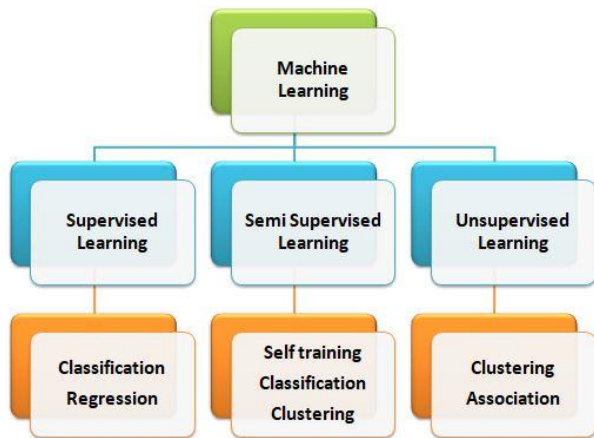 Machine
Learning
Supervised
Learning
Semi Supervised
Learning
Unsupervised
Learning
Classification
Regression
Self training
Classification
Clustering
Clustering
Association